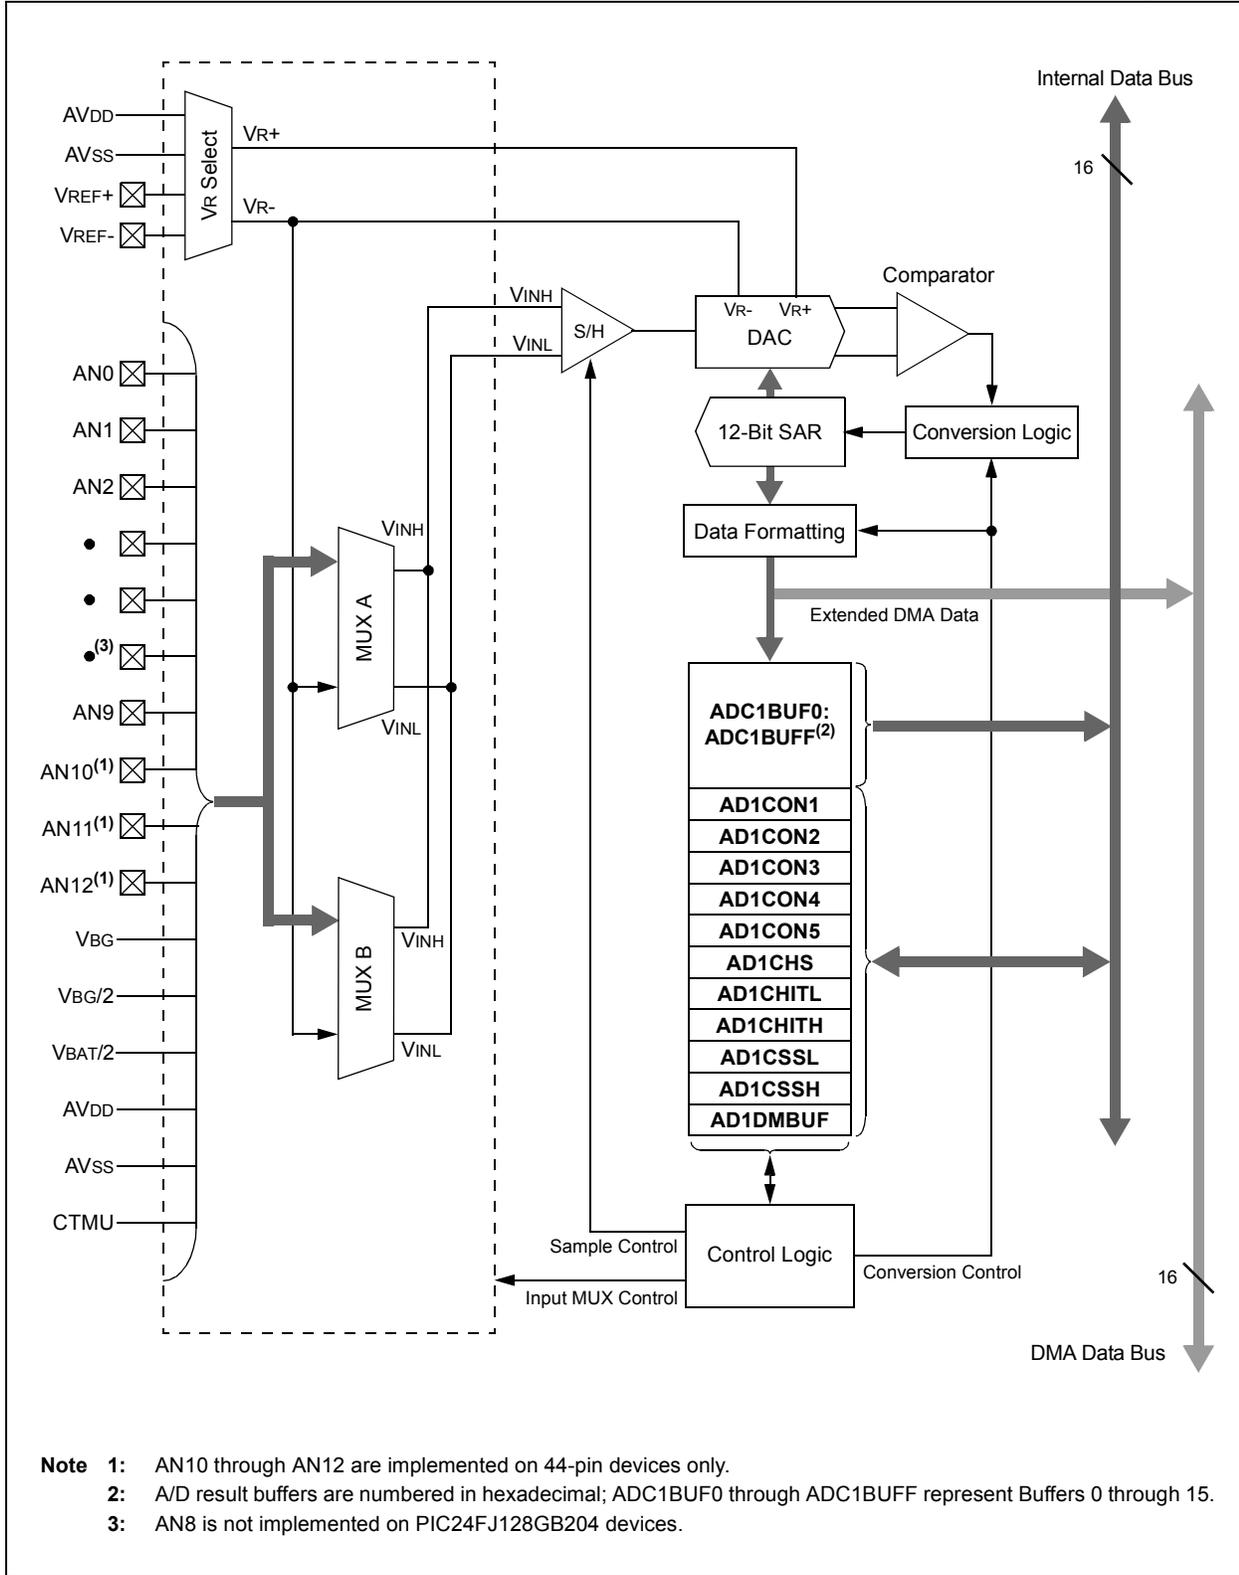 Internal Data Bus
16
AVDD
AVSS
VREF+
VREF-
VR Select
VR+
VR-
Comparator
VINH
VINL
S/H
VR- VR+
DAC
AN0
AN1
AN2
•
•
•(3)
AN9
AN10(1)
AN11(1)
AN12(1)
VBG
VBG/2
VBAT/2
AVDD
AVSS
CTMU
12-Bit SAR
Conversion Logic
Data Formatting
Extended DMA Data
VINH
MUX A
VINL
VINH
MUX B
VINL
ADC1BUF0:
ADC1BUFF(2)
AD1CON1
AD1CON2
AD1CON3
AD1CON4
AD1CON5
AD1CHS
AD1CHITL
AD1CHITH
AD1CSSL
AD1CSSH
AD1DMBUF
Sample Control
Control Logic
Conversion Control
Input MUX Control
16
DMA Data Bus
Note 1: AN10 through AN12 are implemented on 44-pin devices only.
2: A/D result buffers are numbered in hexadecimal; ADC1BUF0 through ADC1BUFF represent Buffers 0 through 15.
3: AN8 is not implemented on PIC24FJ128GB204 devices.